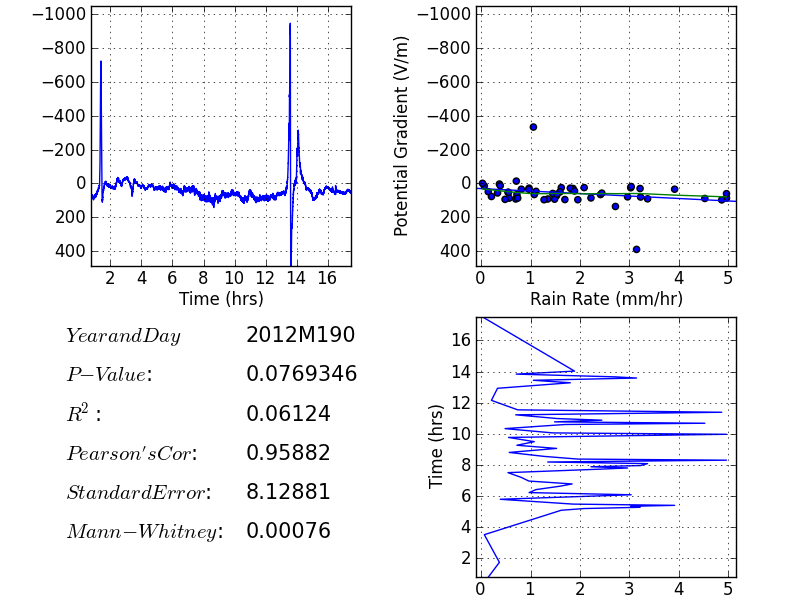 −1000
−800
−600
−400
−200
0
200
400
2 4 6 8 10 12 14 16
Time (hrs)
Potential Gradient (V/m)
−1000
−800
−600
−400
−200
0
200
400
0 1 2 3 4 5
Rain Rate (mm/hr)
YearandDay 2012M190
P−Value: 0.0769346
R²: 0.06124
Pearson'sCor: 0.95882
StandardError: 8.12881
Mann−Whitney: 0.00076
Time (hrs)
16
14
12
10
8
6
4
2
0 1 2 3 4 5